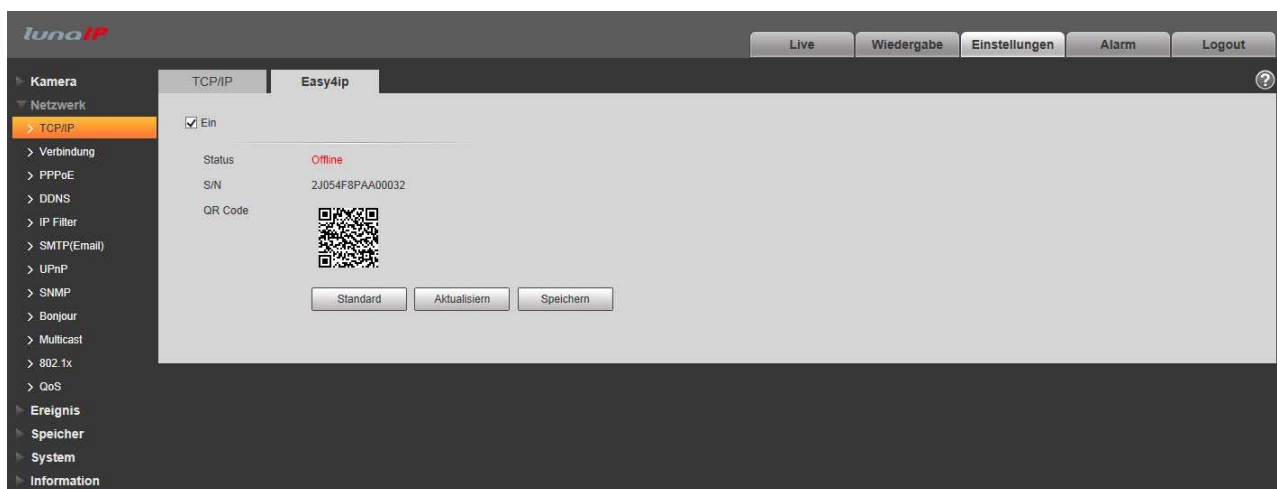 lunaIP
Live Wiedergabe Einstellungen Alarm Logout
Kamera
Netzwerk
TCP/IP
Verbindung
PPPoE
DDNS
IP Filter
SMTP(Email)
UPnP
SNMP
Bonjour
Multicast
802.1x
QoS
Ereignis
Speicher
System
Information
TCP/IP Easy4ip ?
Ein
Status Offline
S/N 2J054F8PAA00032
QR Code
Standard Aktualisiern Speichern